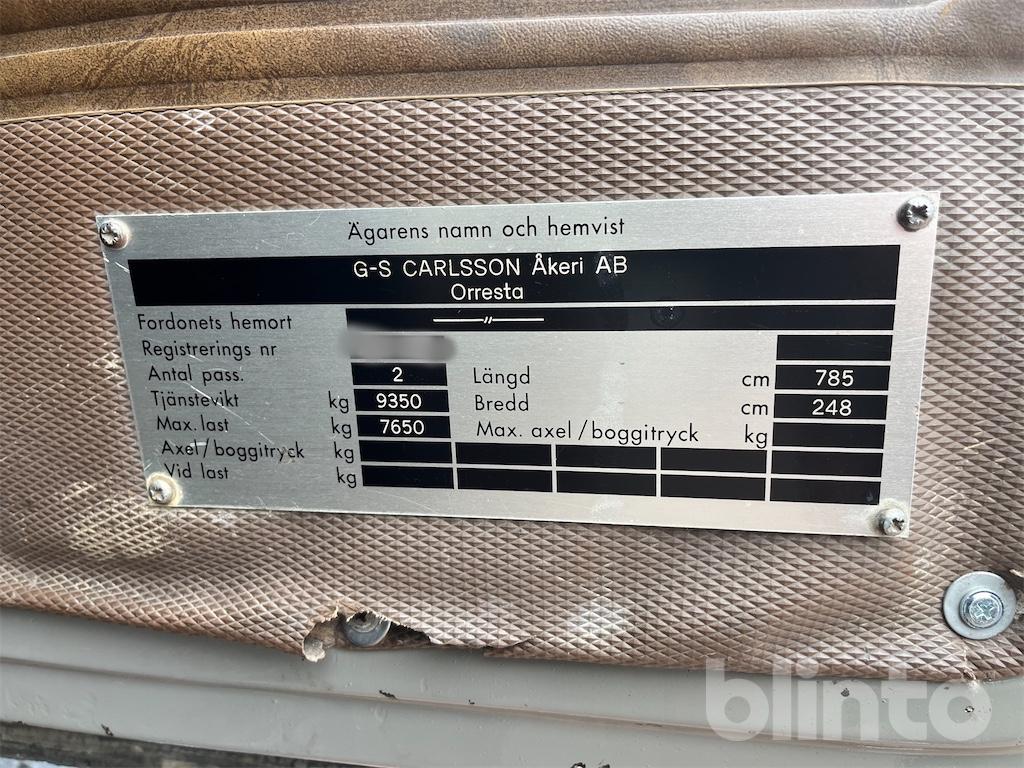 Ägarens namn och hemvist
G-S CARLSSON Åkeri AB
Orresta
Fordonets hemort —〃—
Registrerings nr
Antal pass. 2 Längd cm 785
Tjänstevikt kg 9350 Bredd cm 248
Max. last kg 7650 Max. axel/boggitryck kg
Axel/boggitryck kg
Vid last kg
blinto